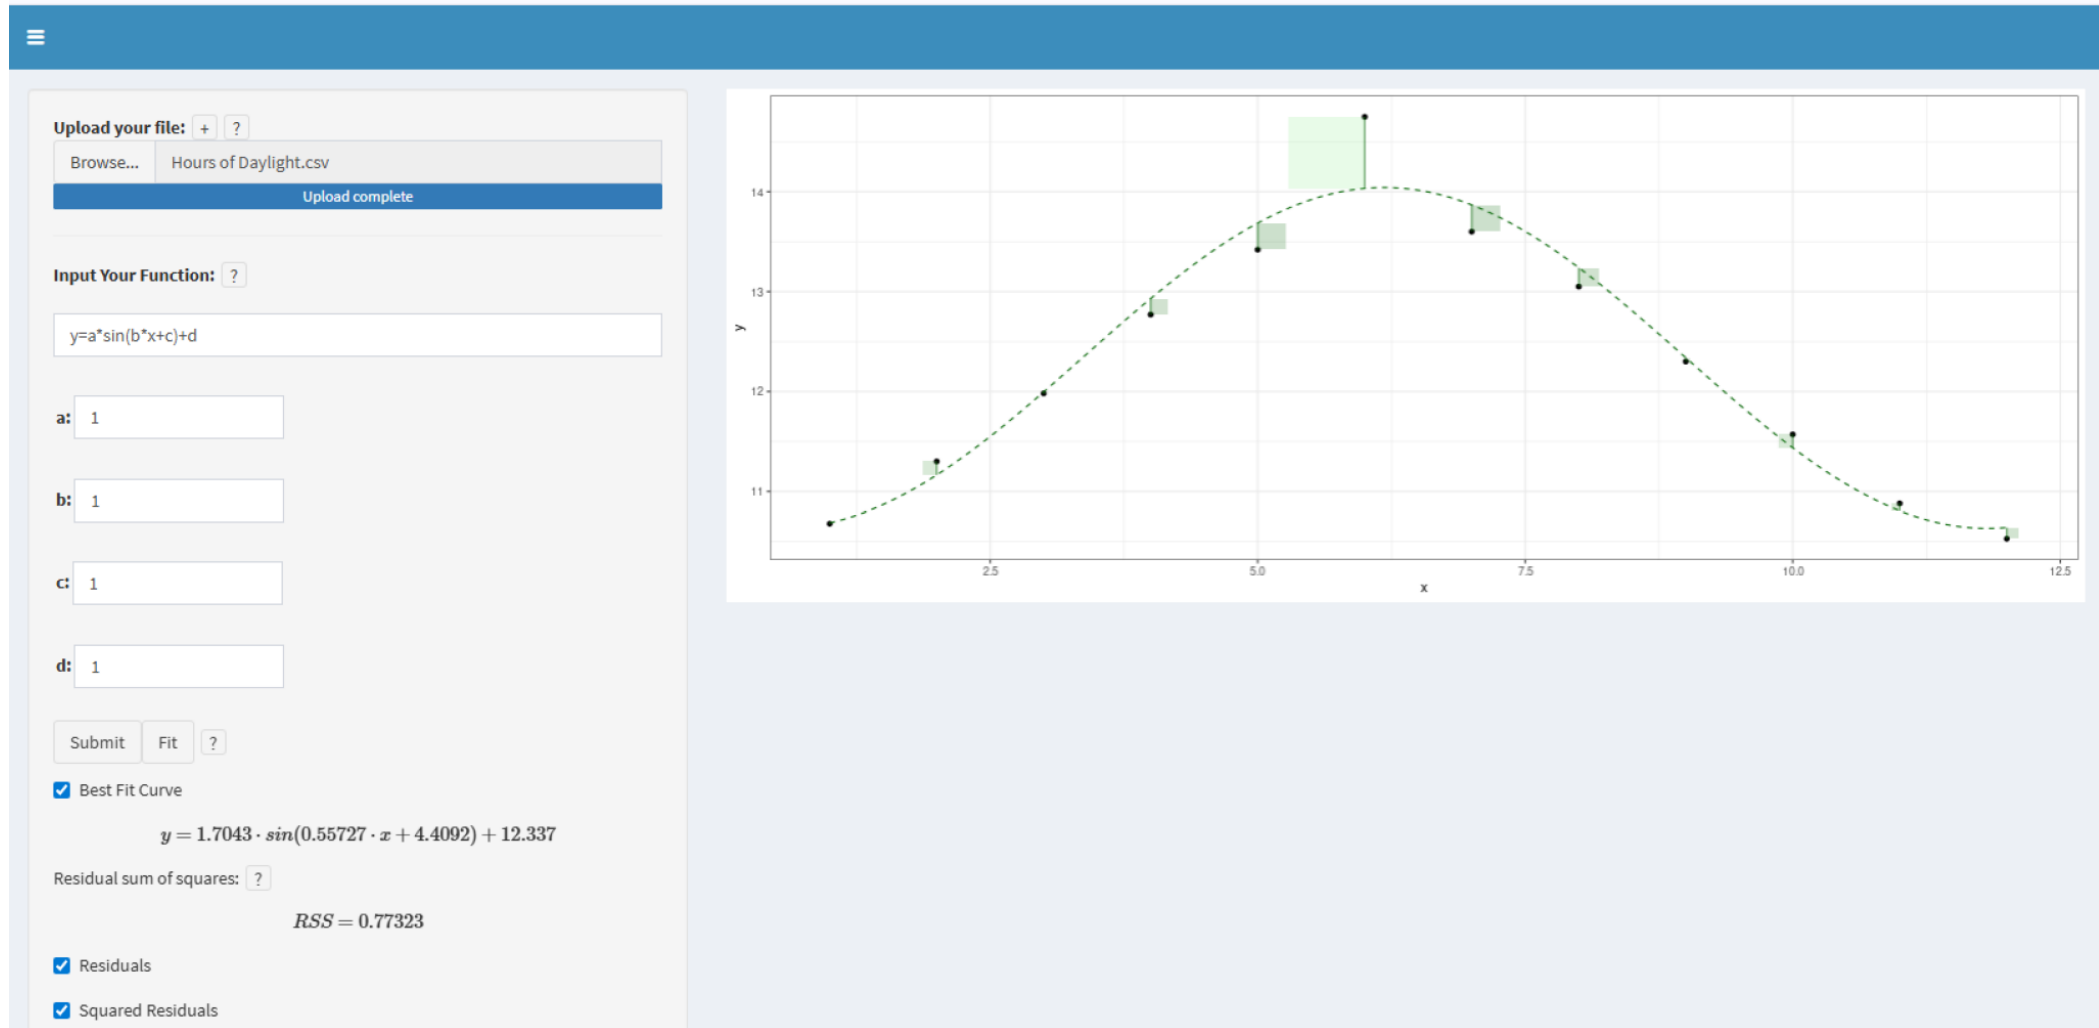 Upload your file: + ?
Browse... Hours of Daylight.csv
Upload complete
Input Your Function: ?
y=a*sin(b*x+c)+d
a: 1
b: 1
c: 1
d: 1
Submit Fit ?
Best Fit Curve
y = 1.7043 · sin(0.55727 · x + 4.4092) + 12.337
Residual sum of squares: ?
RSS = 0.77323
Residuals
Squared Residuals
14
13
12
11
y
2.5 5.0 7.5 10.0 12.5
x